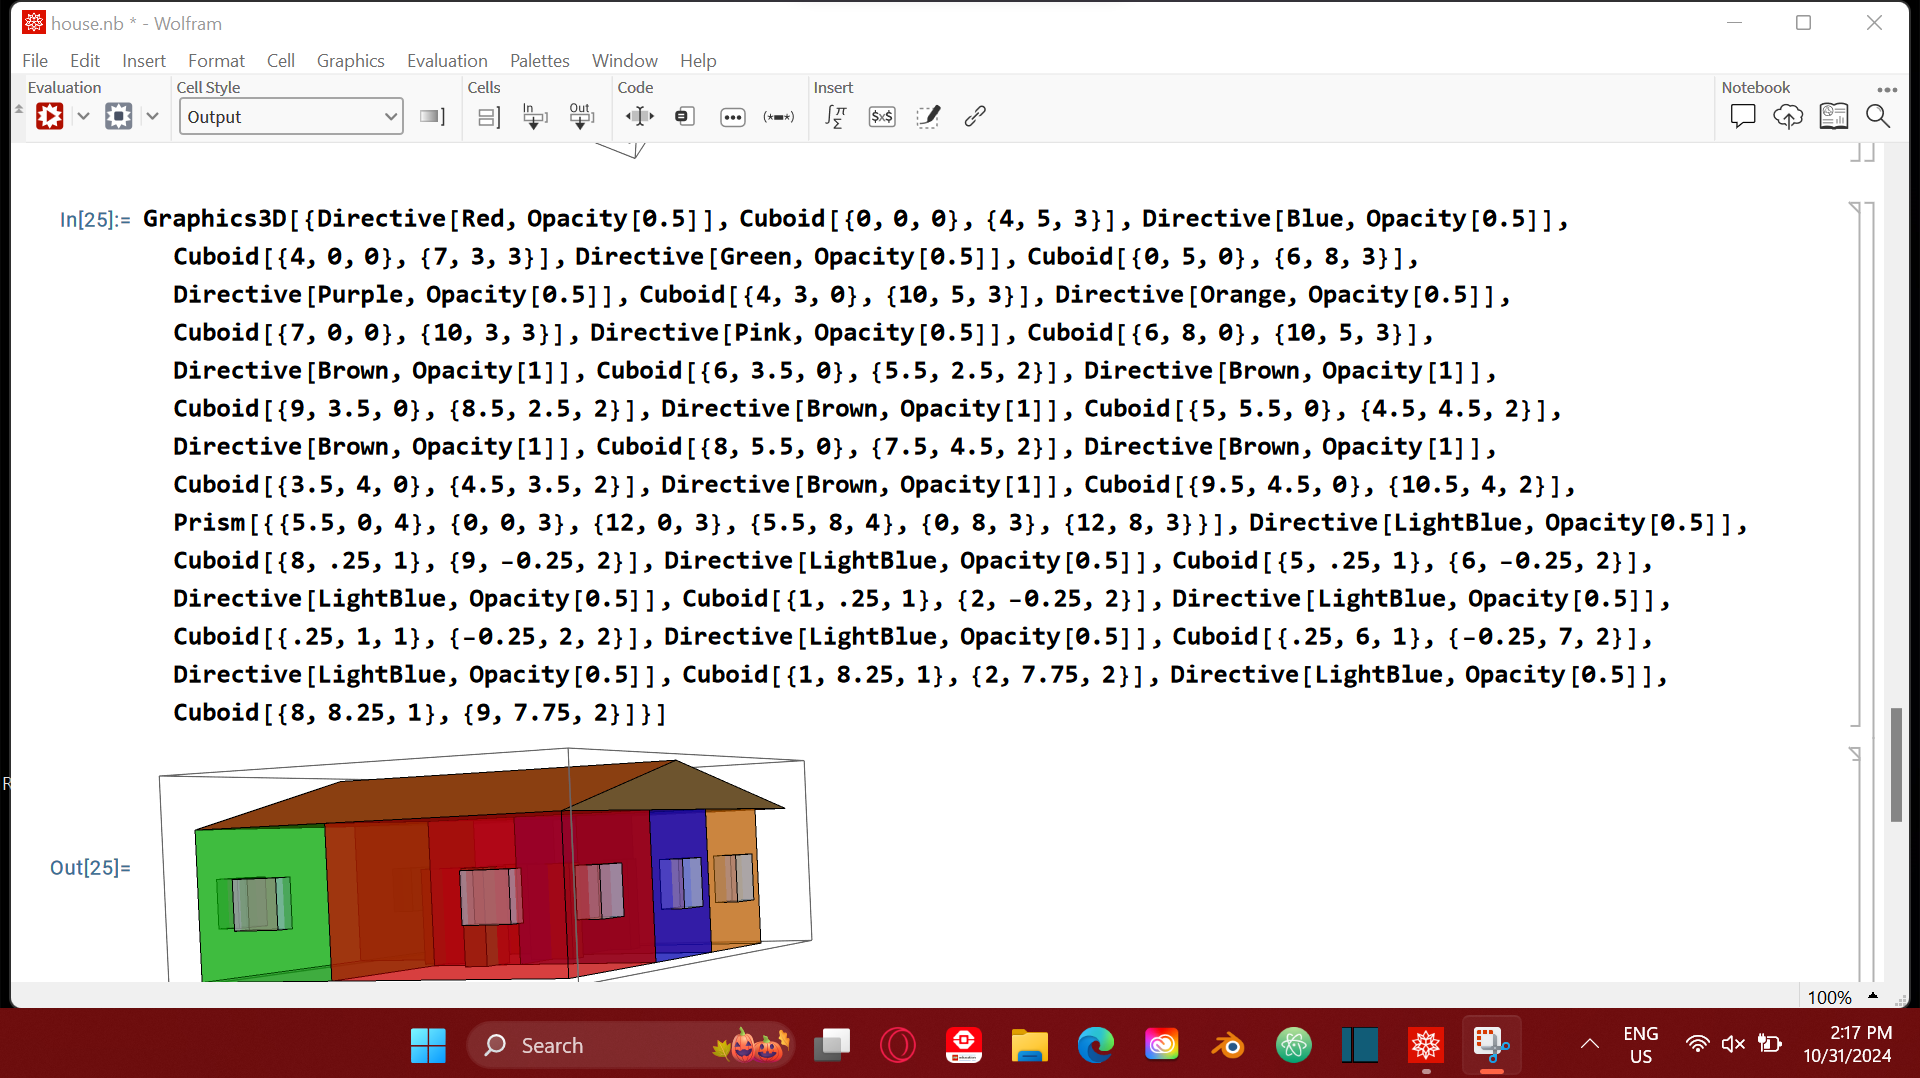 house.nb * - Wolfram
File Edit Insert Format Cell Graphics Evaluation Palettes Window Help
Evaluation Cell Style Cells Code Insert Notebook
Output
In Out
In[25]:= Graphics3D[{Directive[Red, Opacity[0.5]], Cuboid[{0, 0, 0}, {4, 5, 3}], Directive[Blue, Opacity[0.5]],
Cuboid[{4, 0, 0}, {7, 3, 3}], Directive[Green, Opacity[0.5]], Cuboid[{0, 5, 0}, {6, 8, 3}],
Directive[Purple, Opacity[0.5]], Cuboid[{4, 3, 0}, {10, 5, 3}], Directive[Orange, Opacity[0.5]],
Cuboid[{7, 0, 0}, {10, 3, 3}], Directive[Pink, Opacity[0.5]], Cuboid[{6, 8, 0}, {10, 5, 3}],
Directive[Brown, Opacity[1]], Cuboid[{6, 3.5, 0}, {5.5, 2.5, 2}], Directive[Brown, Opacity[1]],
Cuboid[{9, 3.5, 0}, {8.5, 2.5, 2}], Directive[Brown, Opacity[1]], Cuboid[{5, 5.5, 0}, {4.5, 4.5, 2}],
Directive[Brown, Opacity[1]], Cuboid[{8, 5.5, 0}, {7.5, 4.5, 2}], Directive[Brown, Opacity[1]],
Cuboid[{3.5, 4, 0}, {4.5, 3.5, 2}], Directive[Brown, Opacity[1]], Cuboid[{9.5, 4.5, 0}, {10.5, 4, 2}],
Prism[{{5.5, 0, 4}, {0, 0, 3}, {12, 0, 3}, {5.5, 8, 4}, {0, 8, 3}, {12, 8, 3}}], Directive[LightBlue, Opacity[0.5]],
Cuboid[{8, .25, 1}, {9, -0.25, 2}], Directive[LightBlue, Opacity[0.5]], Cuboid[{5, .25, 1}, {6, -0.25, 2}],
Directive[LightBlue, Opacity[0.5]], Cuboid[{1, .25, 1}, {2, -0.25, 2}], Directive[LightBlue, Opacity[0.5]],
Cuboid[{.25, 1, 1}, {-0.25, 2, 2}], Directive[LightBlue, Opacity[0.5]], Cuboid[{.25, 6, 1}, {-0.25, 7, 2}],
Directive[LightBlue, Opacity[0.5]], Cuboid[{1, 8.25, 1}, {2, 7.75, 2}], Directive[LightBlue, Opacity[0.5]],
Cuboid[{8, 8.25, 1}, {9, 7.75, 2}]}]
R
Out[25]=
100%
Search
ENG
US
2:17 PM
10/31/2024